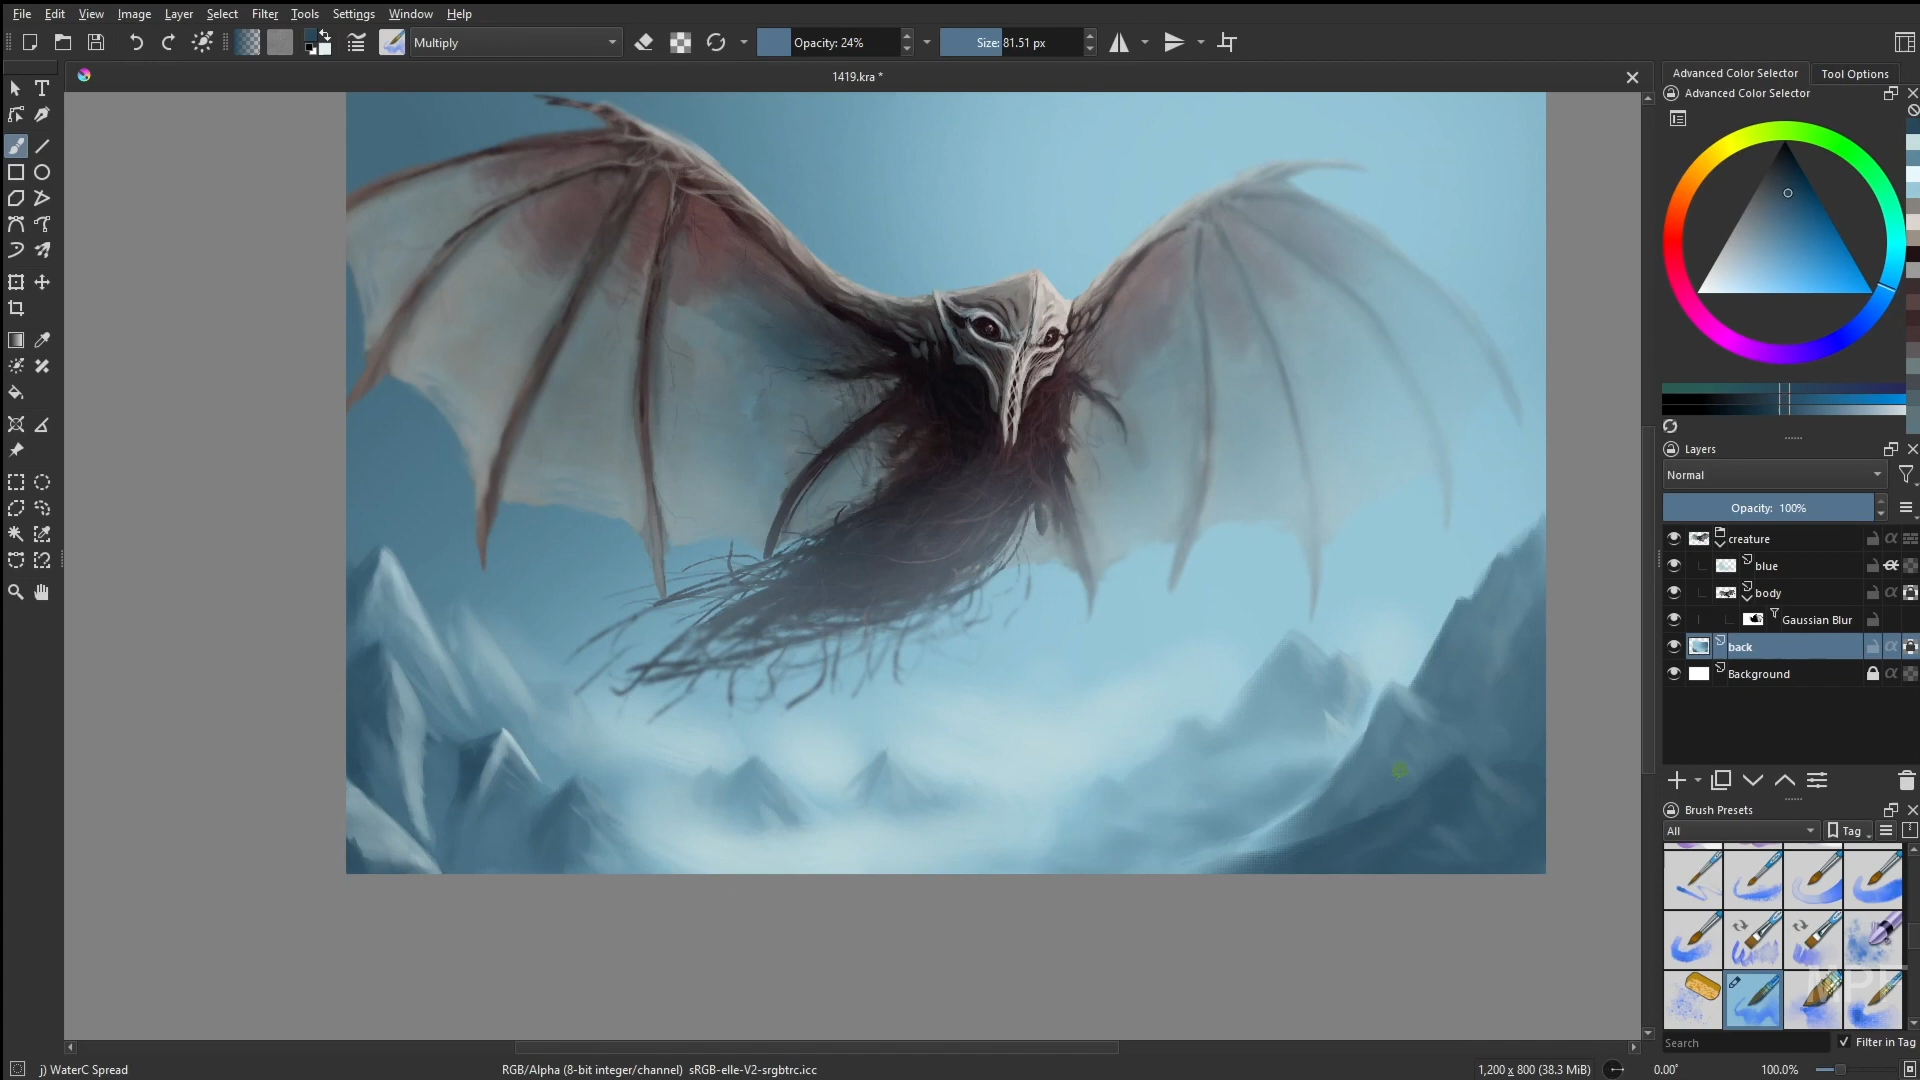 File Edit View Image Layer Select Filter Tools Settings Window Help
Multiply Opacity: 24% Size: 81.51 px
1419.kra *
Advanced Color Selector Tool Options
Advanced Color Selector
Layers
Normal
Opacity: 100%
creature
blue
body
Gaussian Blur
back
Background
Brush Presets
All Tag
Search Filter in Tag
j) WaterC Spread RGB/Alpha (8-bit integer/channel) sRGB-elle-V2-srgbtrc.icc 1,200 x 800 (38.3 MiB) 0.00° 100.0%